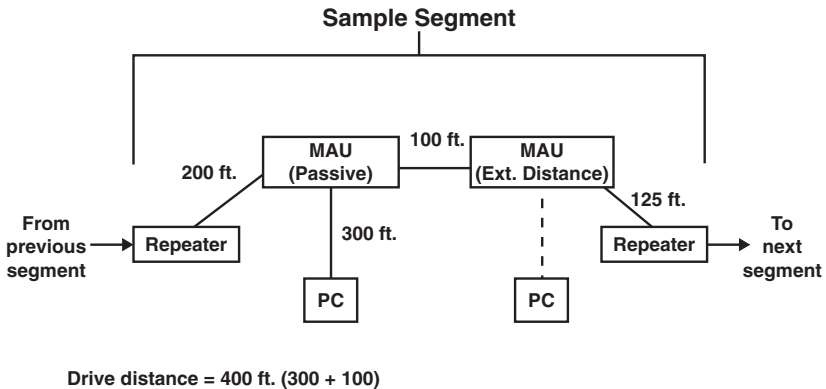 Sample Segment
MAU
(Passive)
100 ft.
MAU
(Ext. Distance)
200 ft.
125 ft.
From
previous
segment
Repeater
300 ft.
Repeater
To
next
segment
PC
PC
Drive distance = 400 ft. (300 + 100)